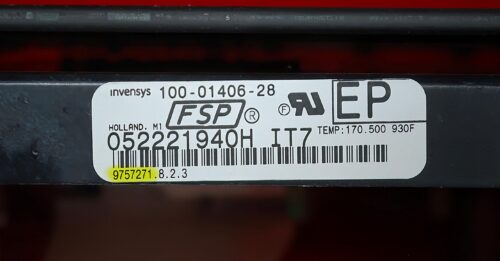 invensys 100-01406-28
FSP ® EP
HOLLAND. MI TEMP:170.500 930F
052221940H IT7
9757271.8.2.3